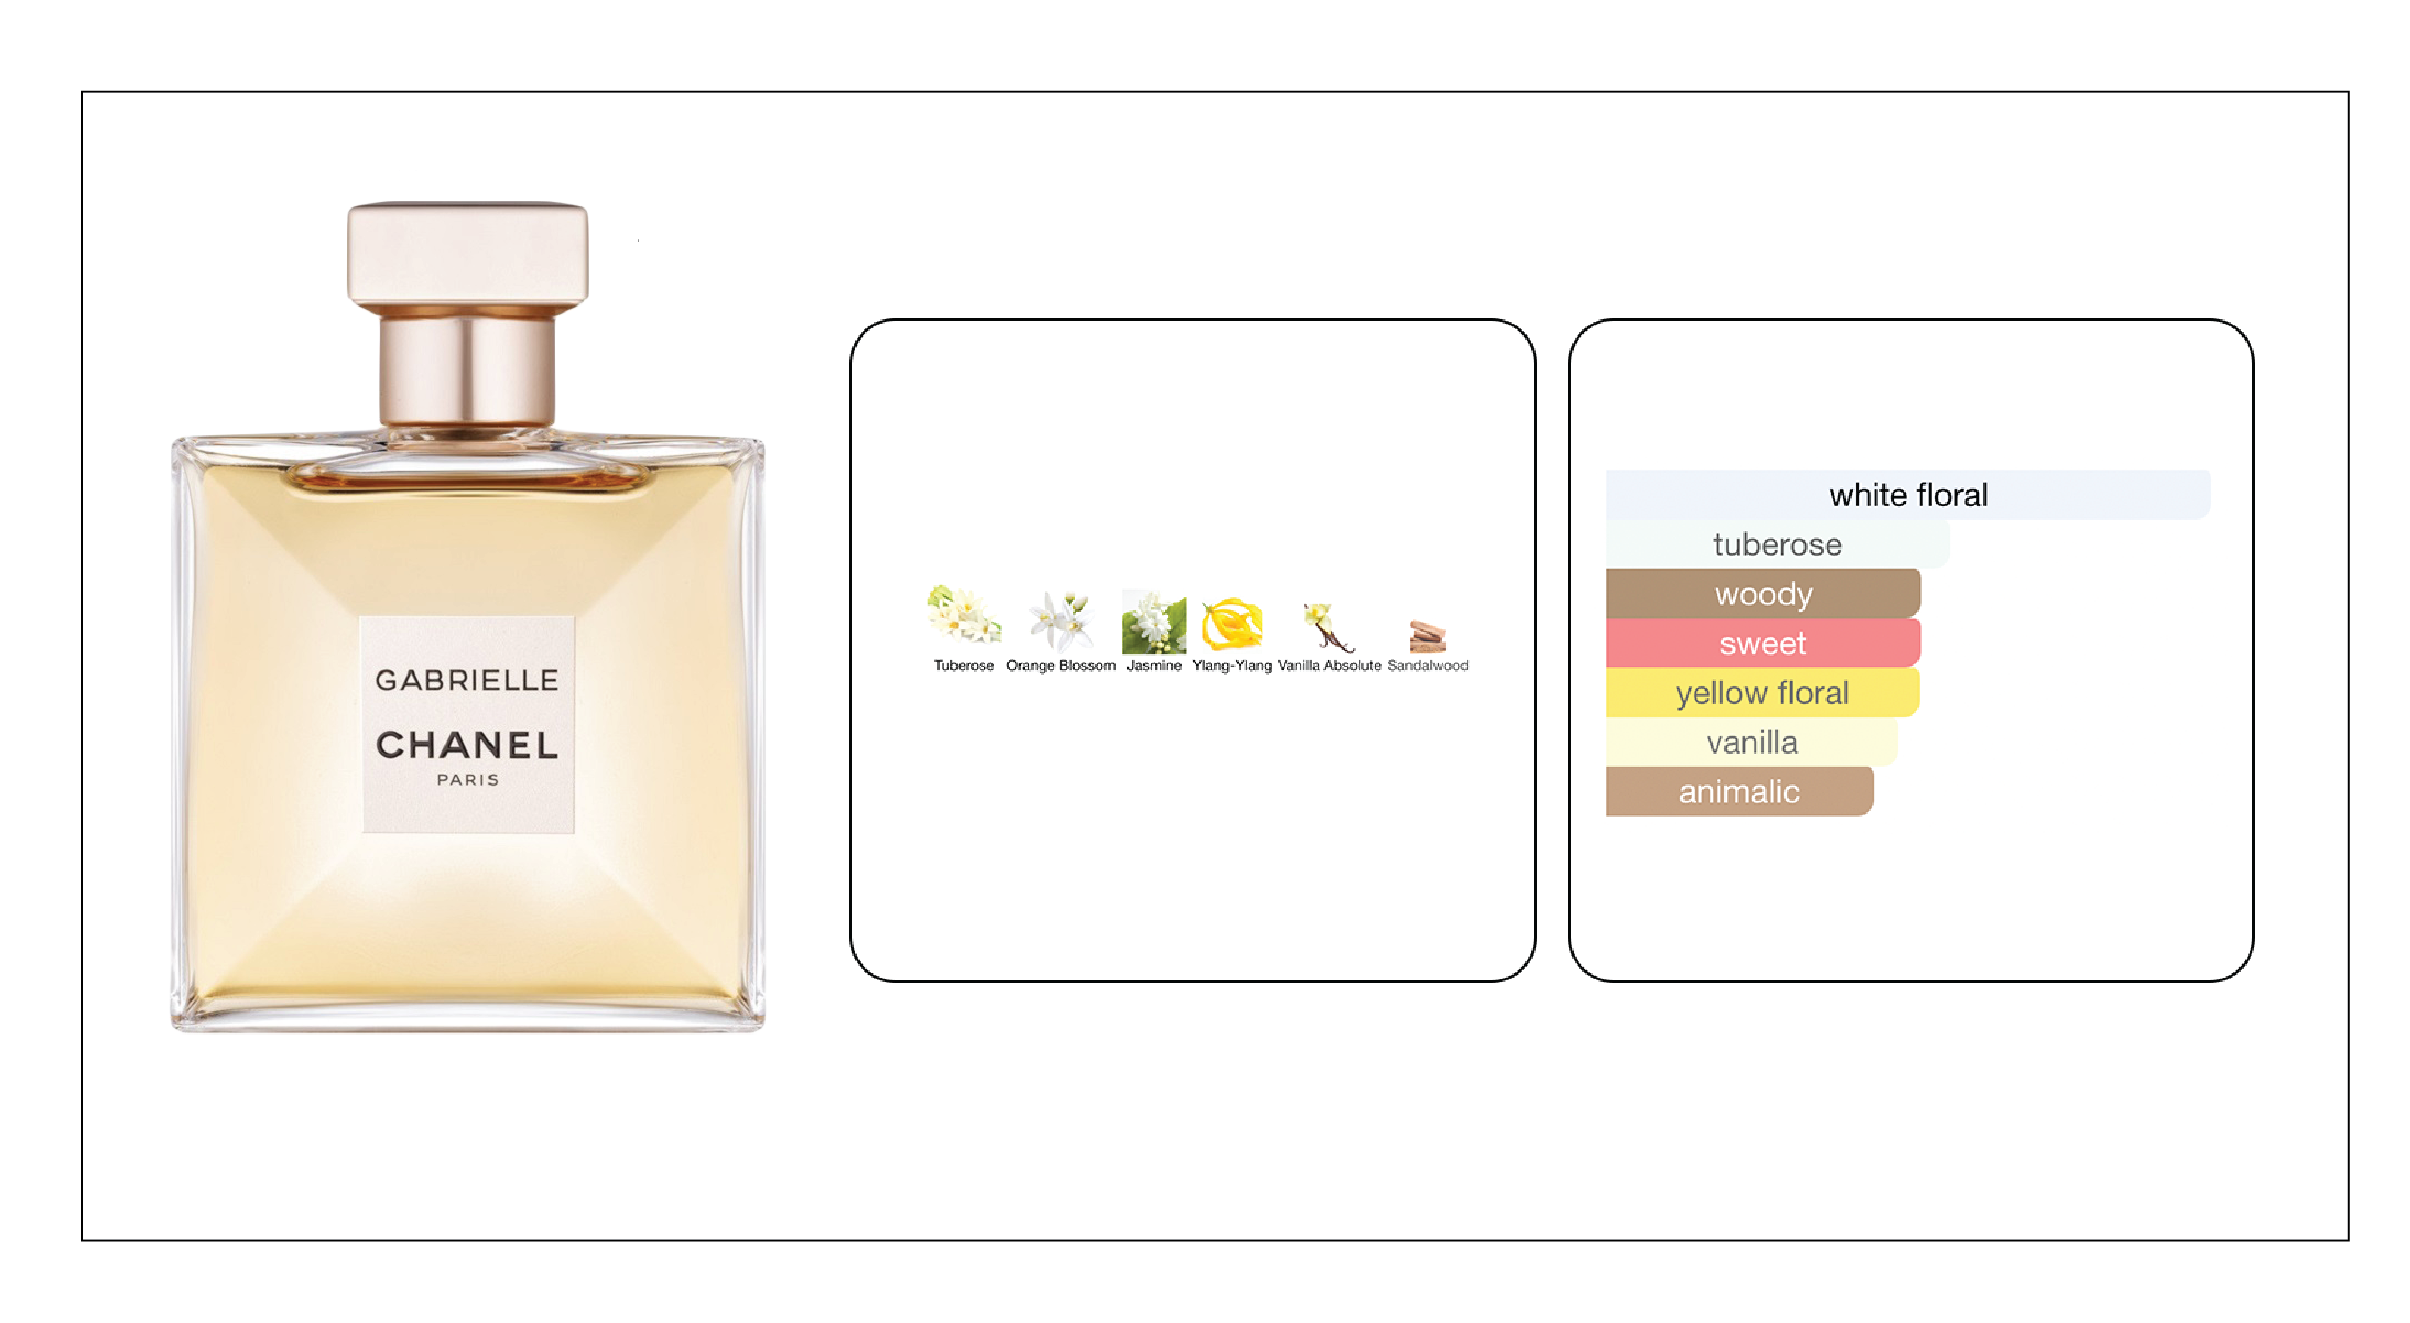 GABRIELLE
CHANEL
PARIS
Tuberose Orange Blossom Jasmine Ylang-Ylang Vanilla Absolute Sandalwood
white floral
tuberose
woody
sweet
yellow floral
vanilla
animalic